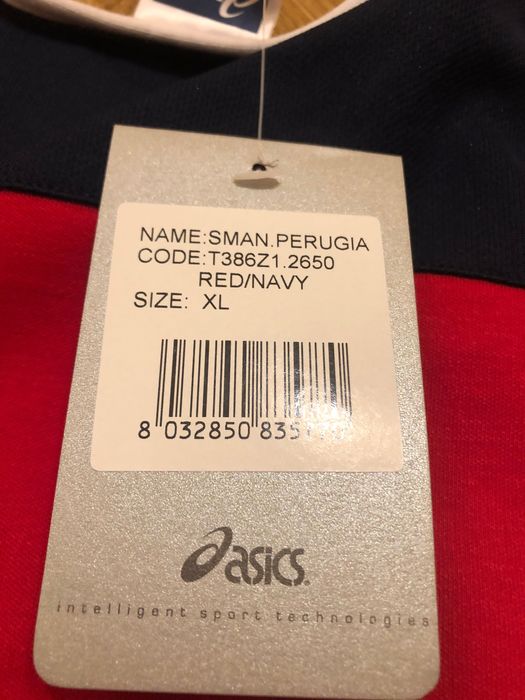 NAME:SMAN.PERUGIA
CODE:T386Z1.2650
RED/NAVY
SIZE: XL
8 032850
asics
intelligent sport technologies